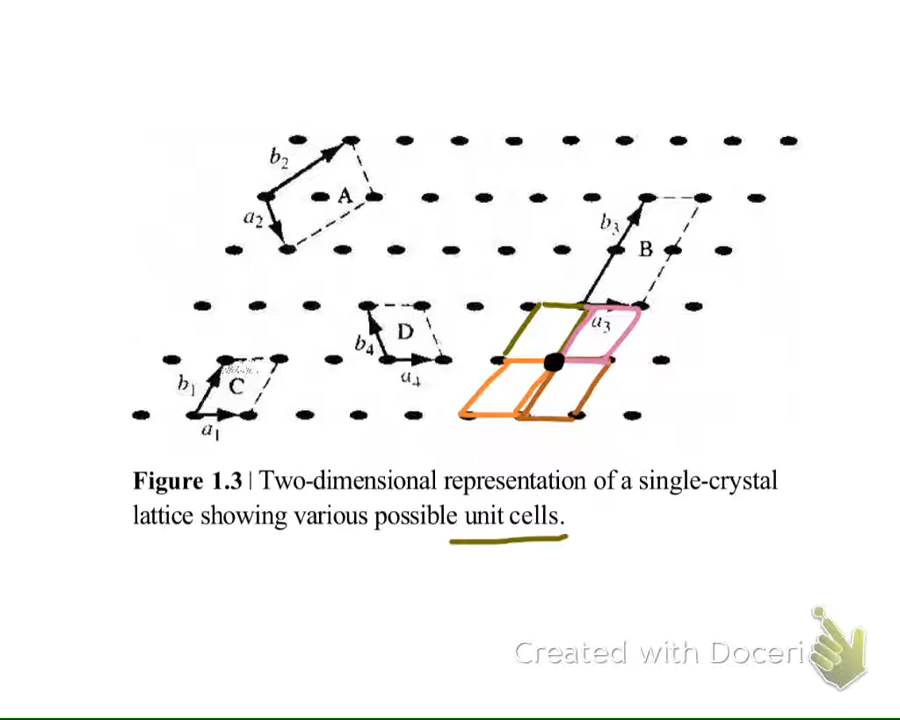 b2
A
a2
b3
B
a3
D
b4
a4
b1
C
a1
Figure 1.3 | Two-dimensional representation of a single-crystal
lattice showing various possible unit cells.
Created with Doceri